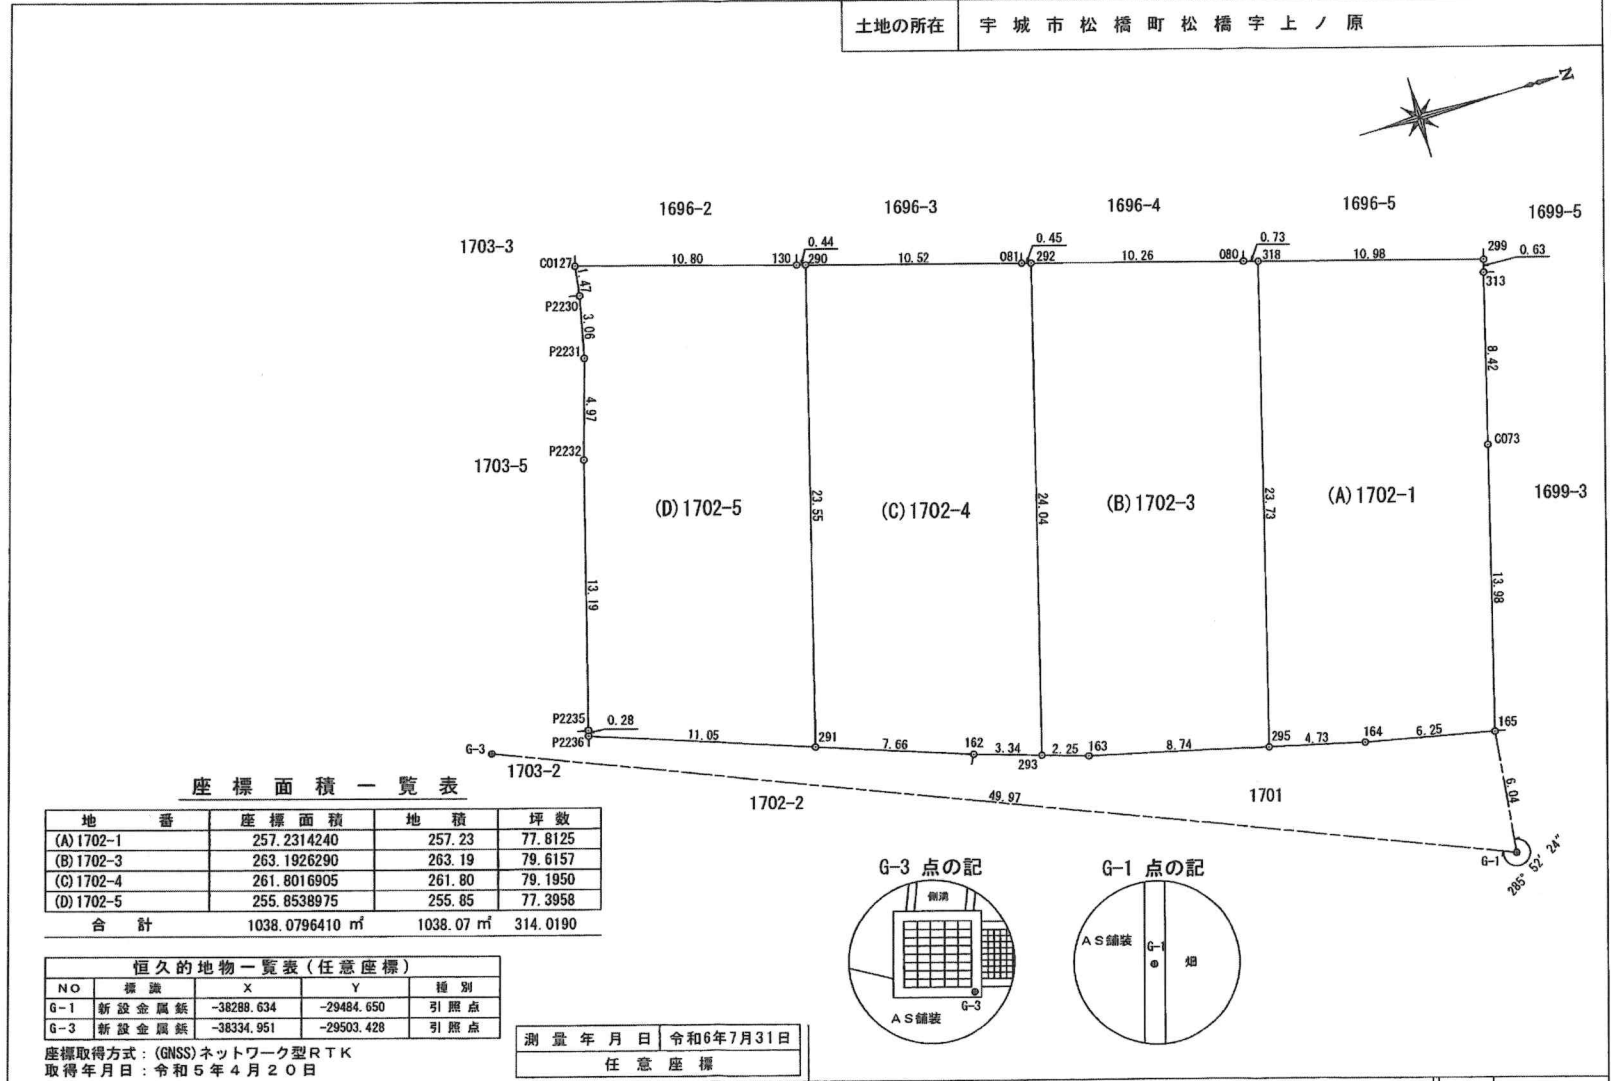 土地の所在 宇城市松橋町松橋字上ノ原
N
1696-2 1696-3 1696-4 1696-5 1699-5
1703-3
0.44 0.45 0.73 299 0.63
C0127 10.80 130 290 10.52 081 292 10.26 080 318 10.98
313
1.47
P2230
3.06
P2231
8.42
4.97
C073
P2232
1703-5
1699-3
(D)1702-5 (C)1702-4 (B)1702-3 (A)1702-1
23.55 24.04 23.73
13.19 13.98
P2235 0.28
P2236 11.05 291 7.66 162 3.34 293 2.25 163 8.74 295 4.73 164 6.25 165
G-3
1703-2 1702-2 49.97 1701
6.04
G-1
285° 52′ 24″
座標面積一覧表
地番 座標面積 地積 坪数
(A)1702-1 257.2314240 257.23 77.8125
(B)1702-3 263.1926290 263.19 79.6157
(C)1702-4 261.8016905 261.80 79.1950
(D)1702-5 255.8538975 255.85 77.3958
合計 1038.0796410 ㎡ 1038.07 ㎡ 314.0190
恒久的地物一覧表(任意座標)
NO 標識 X Y 種別
G-1 新設金属鋲 -38288.634 -29484.650 引照点
G-3 新設金属鋲 -38334.951 -29503.428 引照点
座標取得方式:(GNSS)ネットワーク型RTK
取得年月日:令和5年4月20日
測量年月日 令和6年7月31日
任意座標
G-3 点の記
側溝
G-3
AS舗装
G-1 点の記
AS舗装
G-1
畑